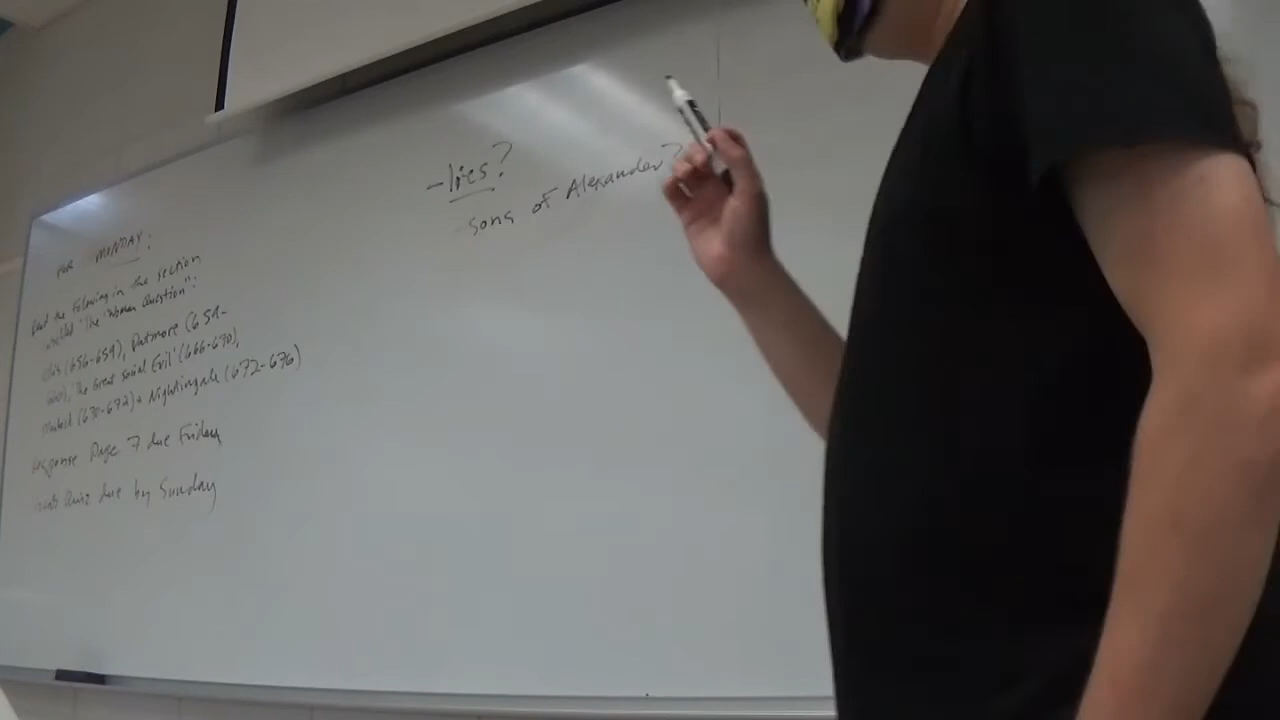 FOR MONDAY:
Read the following in the section
called "The "Woman Question":
Ellis (656-659), Patmore (659-
660), "The Great Social Evil" (666-670),
(670-672) + Nightingale (672-676)
Response Page 7 due Friday
Quiz due by Sunday
- lies?
sons of Alexander?